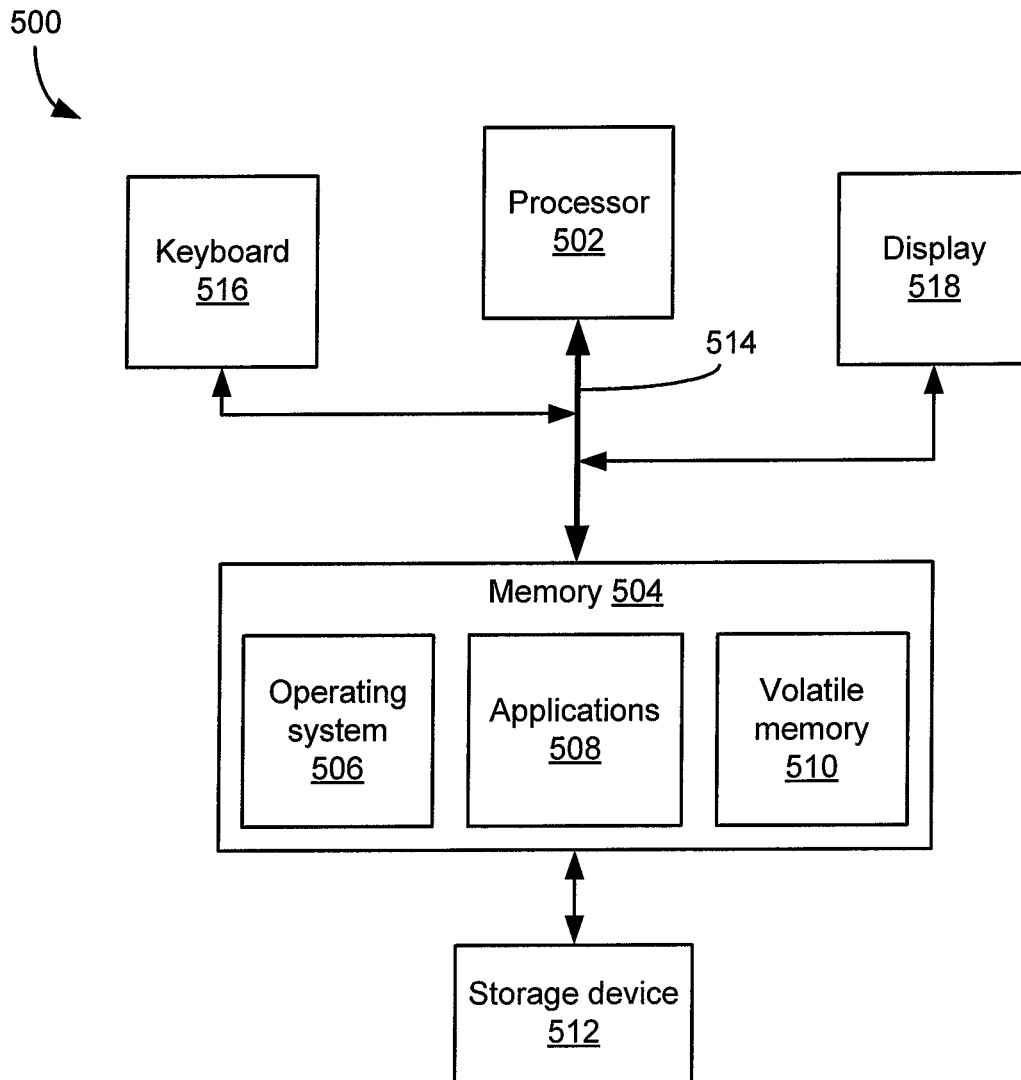 500
Processor
502
Keyboard
516
Display
518
514
Memory 504
Operating
system
506
Applications
508
Volatile
memory
510
Storage device
512